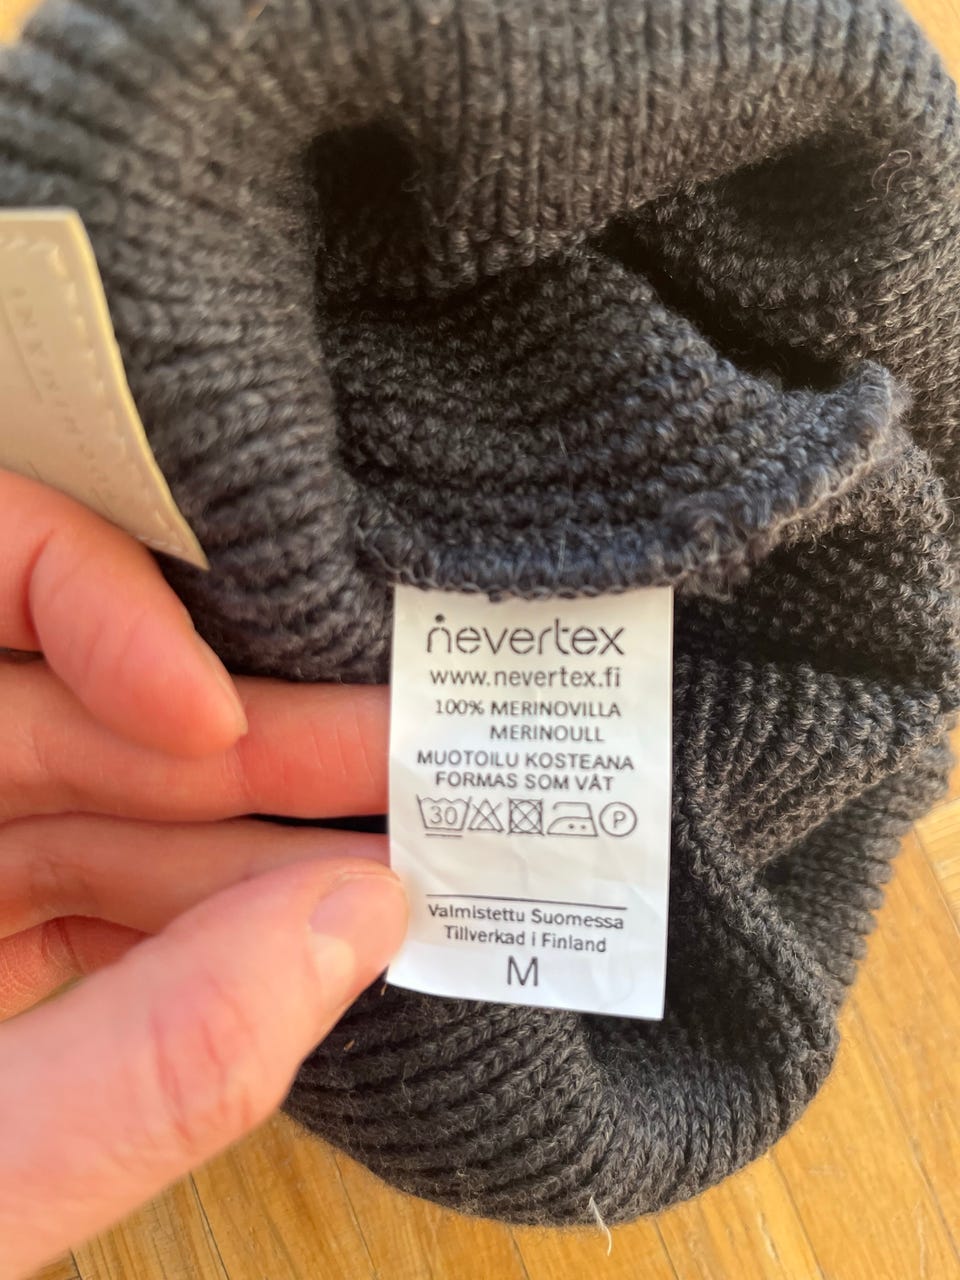 nevertex
www.nevertex.fi
100% MERINOVILLA
MERINOULL
MUOTOILU KOSTEANA
FORMAS SOM VÅT
30 P
Valmistettu Suomessa
Tillverkad i Finland
M